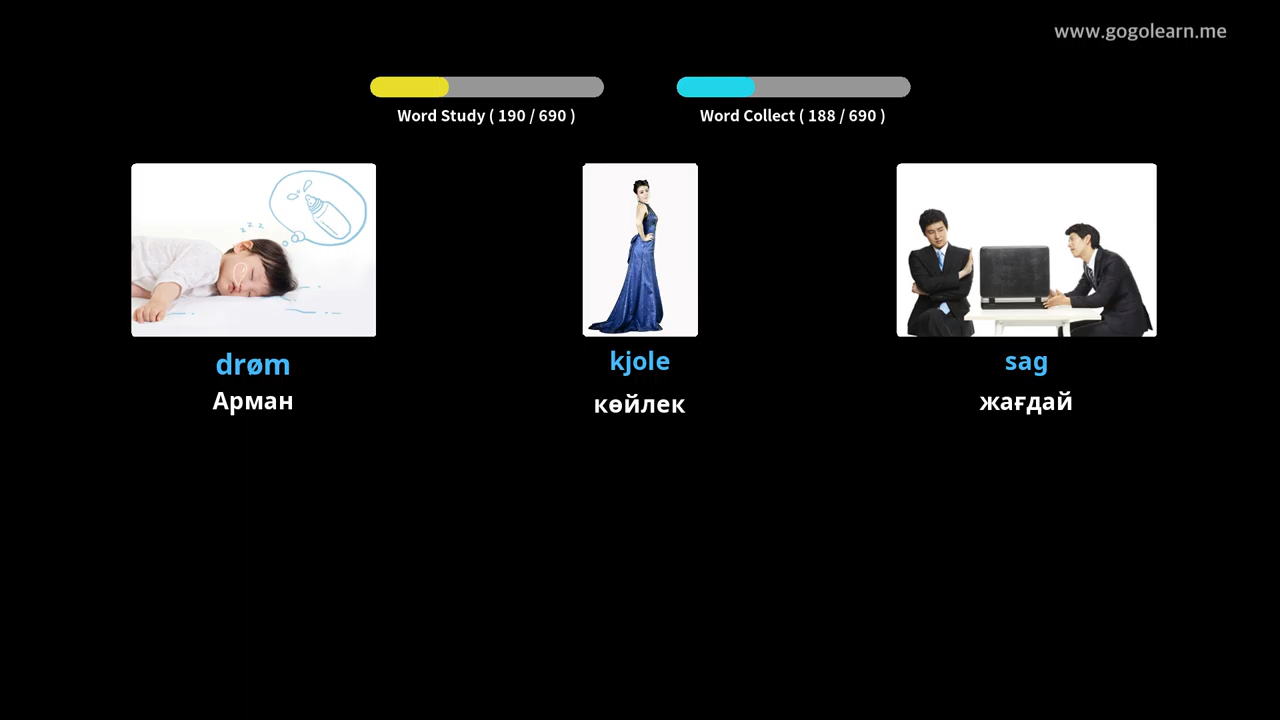 www.gogolearn.me
Word Study ( 190 / 690 )
Word Collect ( 188 / 690 )
z z z
drøm
kjole
sag
Арман
көйлек
жағдай